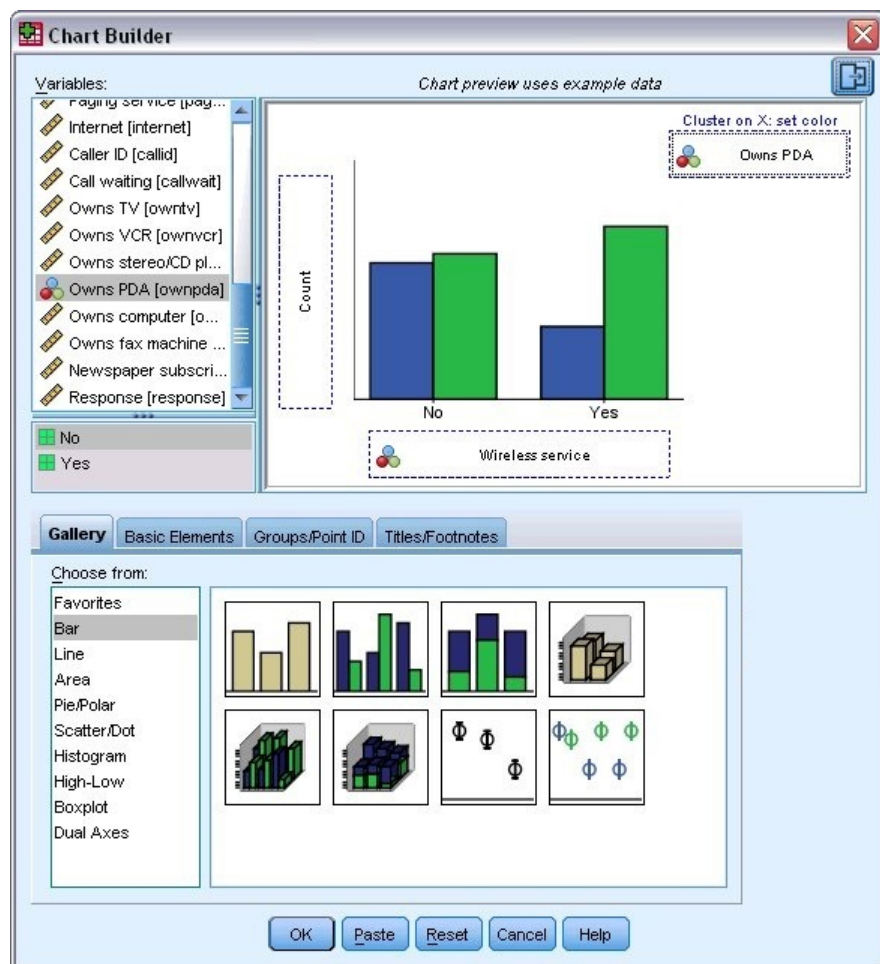 Chart Builder
Variables:
Chart preview uses example data
Paging service [pag...
Internet [internet]
Caller ID [callid]
Call waiting [callwait]
Owns TV [owntv]
Owns VCR [ownvcr]
Owns stereo/CD pl...
Owns PDA [ownpda]
Owns computer [o...
Owns fax machine ...
Newspaper subscri...
Response [response]
No
Yes
Cluster on X: set color
Owns PDA
Count
No Yes
Wireless service
Gallery Basic Elements Groups/Point ID Titles/Footnotes
Choose from:
Favorites
Bar
Line
Area
Pie/Polar
Scatter/Dot
Histogram
High-Low
Boxplot
Dual Axes
OK Paste Reset Cancel Help